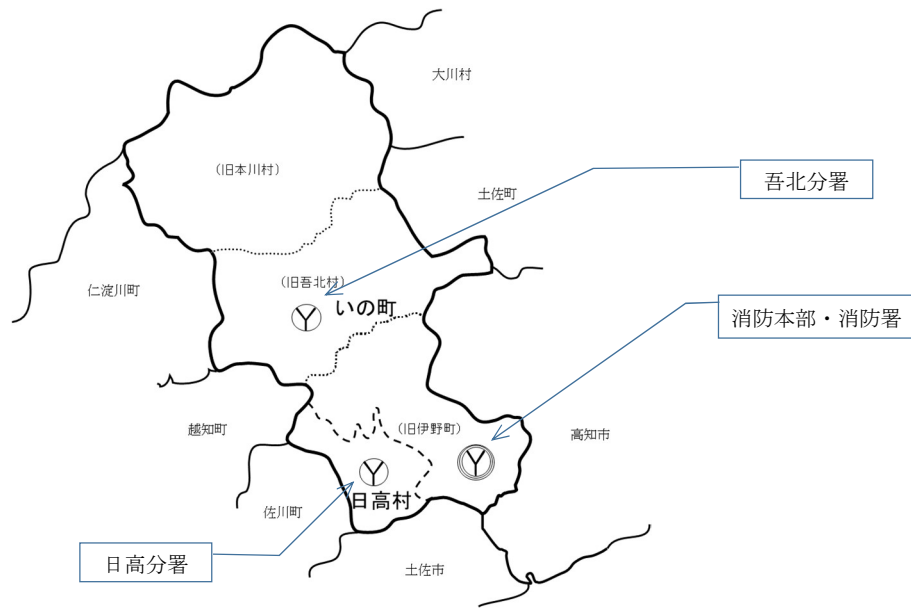 大川村
(旧本川村)
吾北分署
土佐町
(旧吾北村)
仁淀川町
いの町
消防本部・消防署
越知町
(旧伊野町)
高知市
日高村
佐川町
日高分署
土佐市